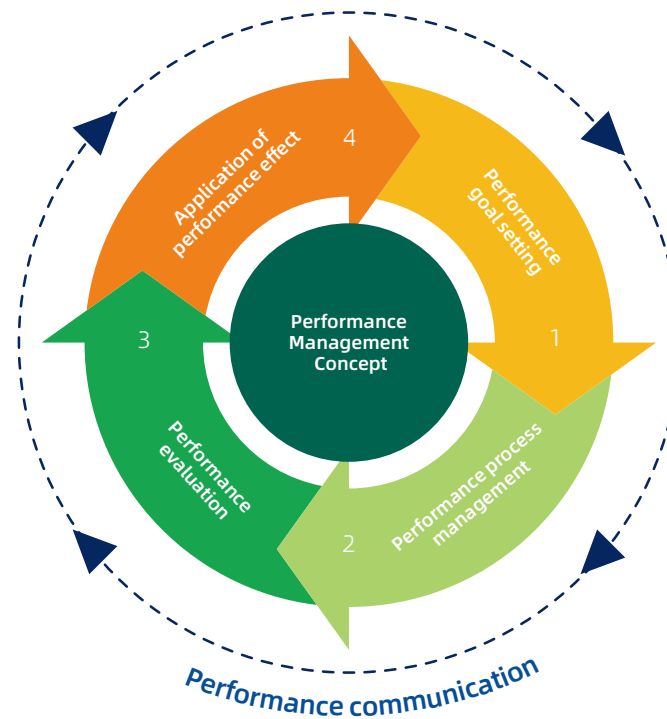 Performance
Management
Concept
Performance
goal setting
1
Performance process
management
2
Performance
evaluation
3
Application of
performance effect
4
Performance communication